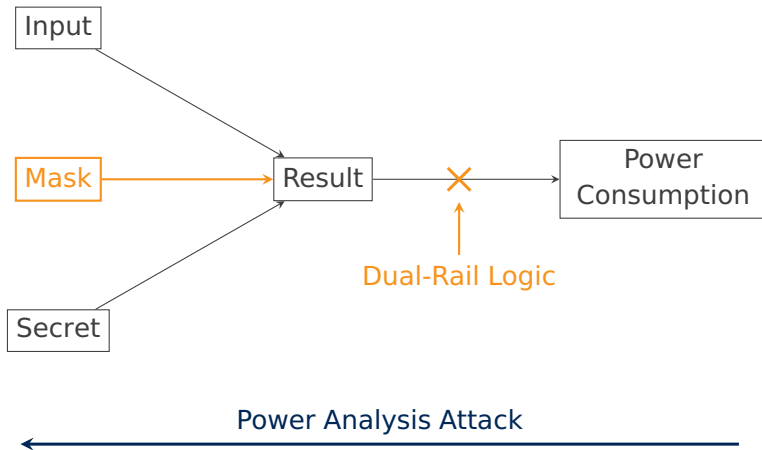 Input
Mask
Result
Power
Consumption
Dual-Rail Logic
Secret
Power Analysis Attack